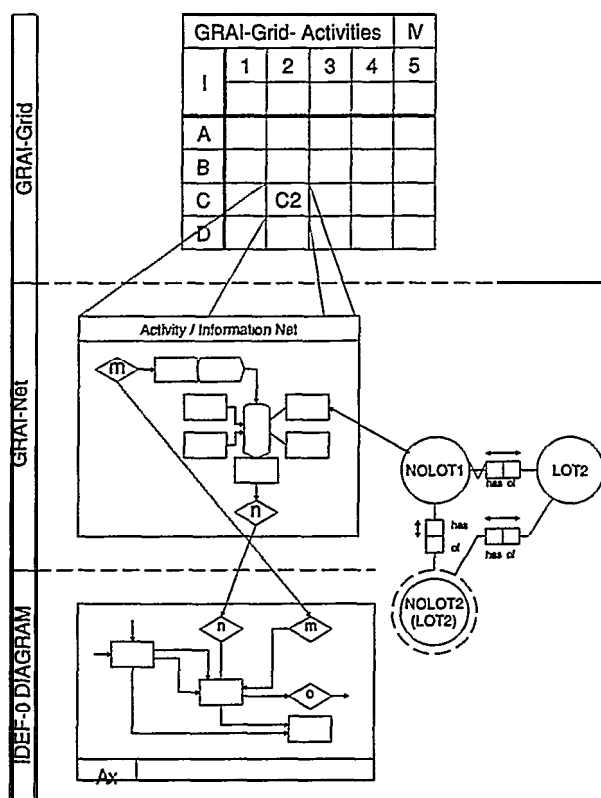 GRAI-Grid- Activities IV
I 1 2 3 4 5
A
B
C C2
D
GRAI-Grid
Activity / Information Net
m
n
GRAI-Net
NOLOT1
has of
LOT2
has
of
has of
NOLOT2
(LOT2)
IDEF-0 DIAGRAM
n
m
o
Ax